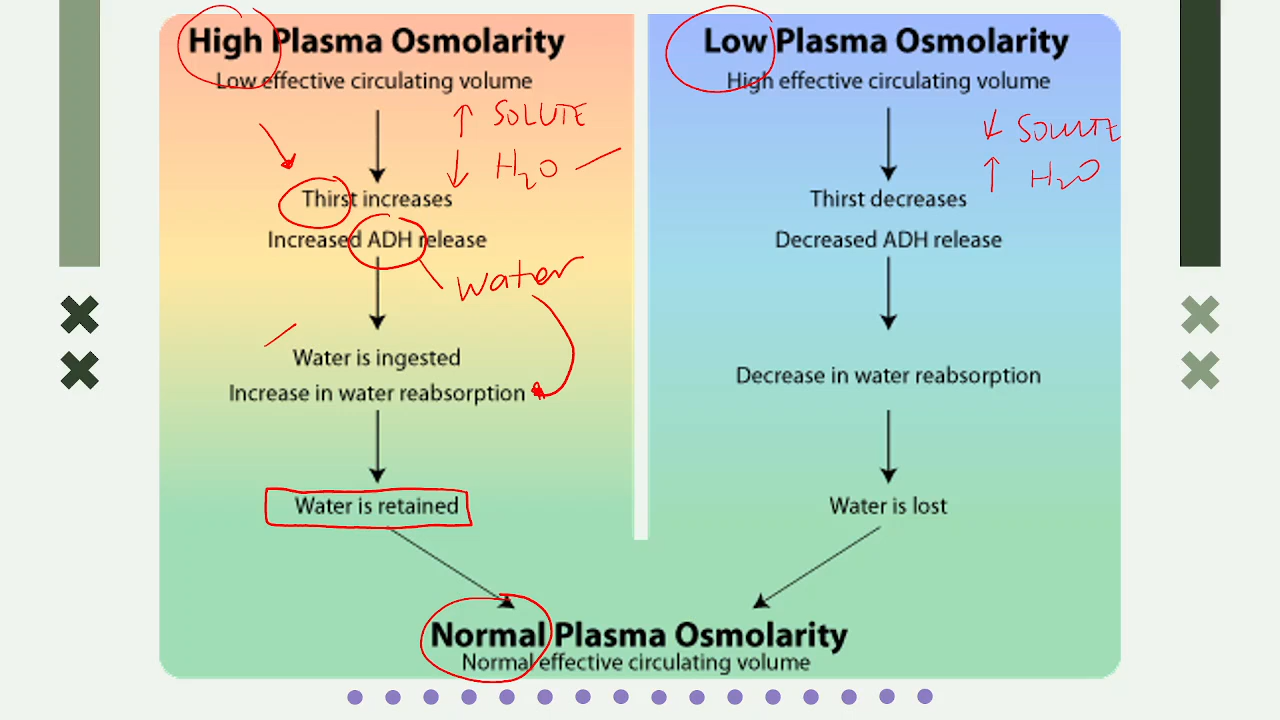 High Plasma Osmolarity
Low effective circulating volume
↑ SOLUTE
↓ H2O
Thirst increases
Increased ADH release
water
Water is ingested
Increase in water reabsorption
Water is retained
Low Plasma Osmolarity
High effective circulating volume
↓ SOLUTE
↑ H2O
Thirst decreases
Decreased ADH release
Decrease in water reabsorption
Water is lost
Normal Plasma Osmolarity
Normal effective circulating volume